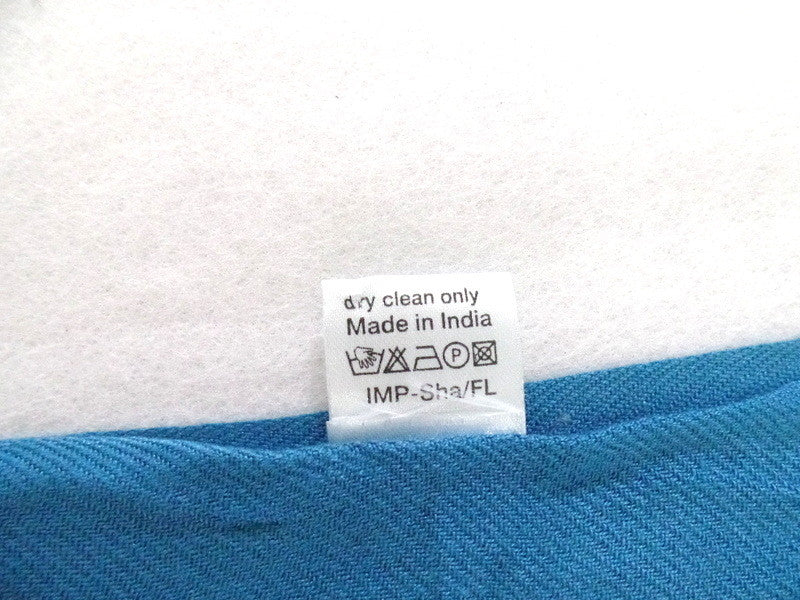 dry clean only
Made in India
P
IMP-Sha/FL